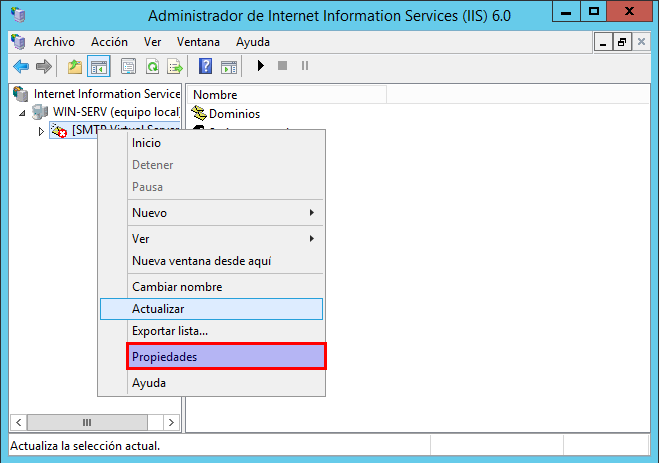 Administrador de Internet Information Services (IIS) 6.0
Archivo Acción Ver Ventana Ayuda
Internet Information Service
WIN-SERV (equipo local)
[SMTP Virtual Server
Nombre
Dominios
Inicio
Detener
Pausa
Nuevo
Ver
Nueva ventana desde aquí
Cambiar nombre
Actualizar
Exportar lista...
Propiedades
Ayuda
Actualiza la selección actual.